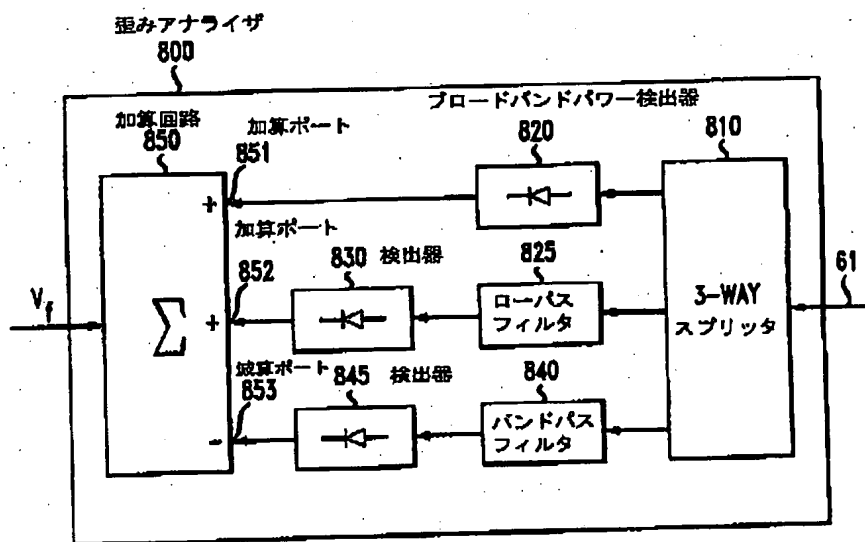 歪みアナライザ
800
加算回路
850
加算ポート
851
ブロードバンドパワー検出器
820
810
+
加算ポート
852
830 検出器
825
61
Vf
Σ
+
ローパス
フィルタ
3-WAY
スプリッタ
減算ポート
853
845 検出器
840
-
バンドパス
フィルタ